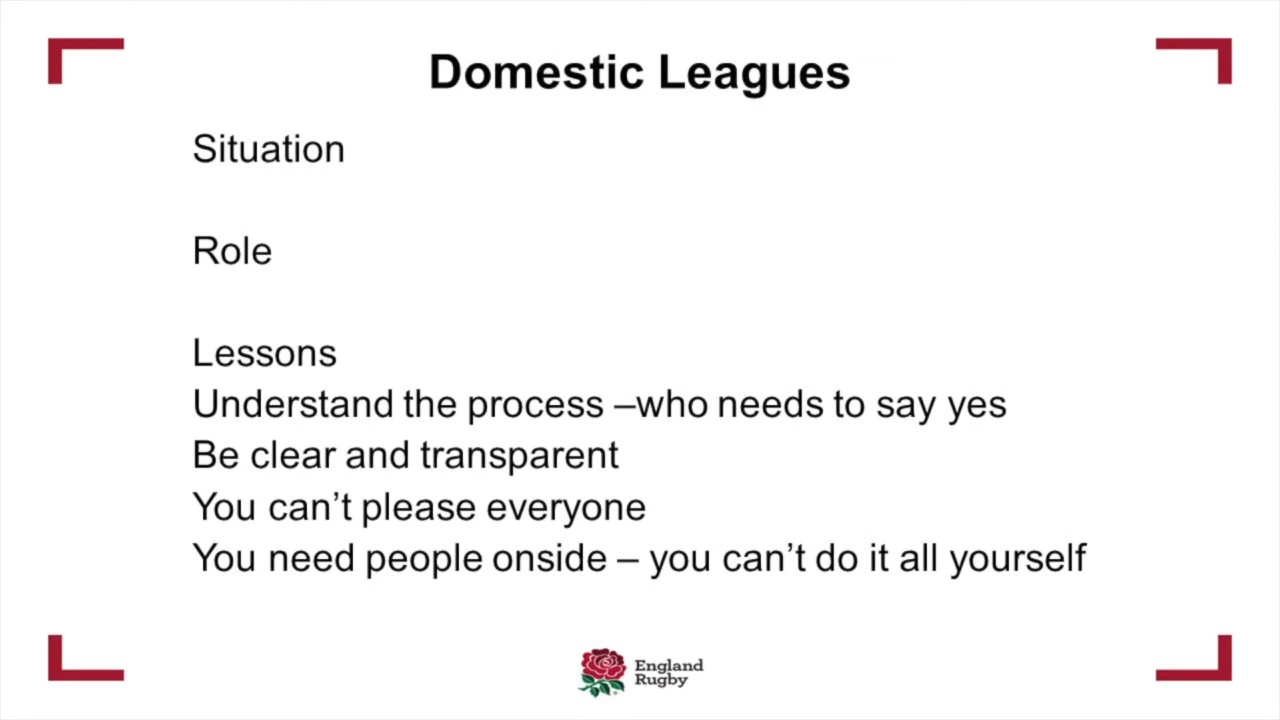 Domestic Leagues
Situation
Role
Lessons
Understand the process –who needs to say yes
Be clear and transparent
You can’t please everyone
You need people onside – you can’t do it all yourself
England
Rugby